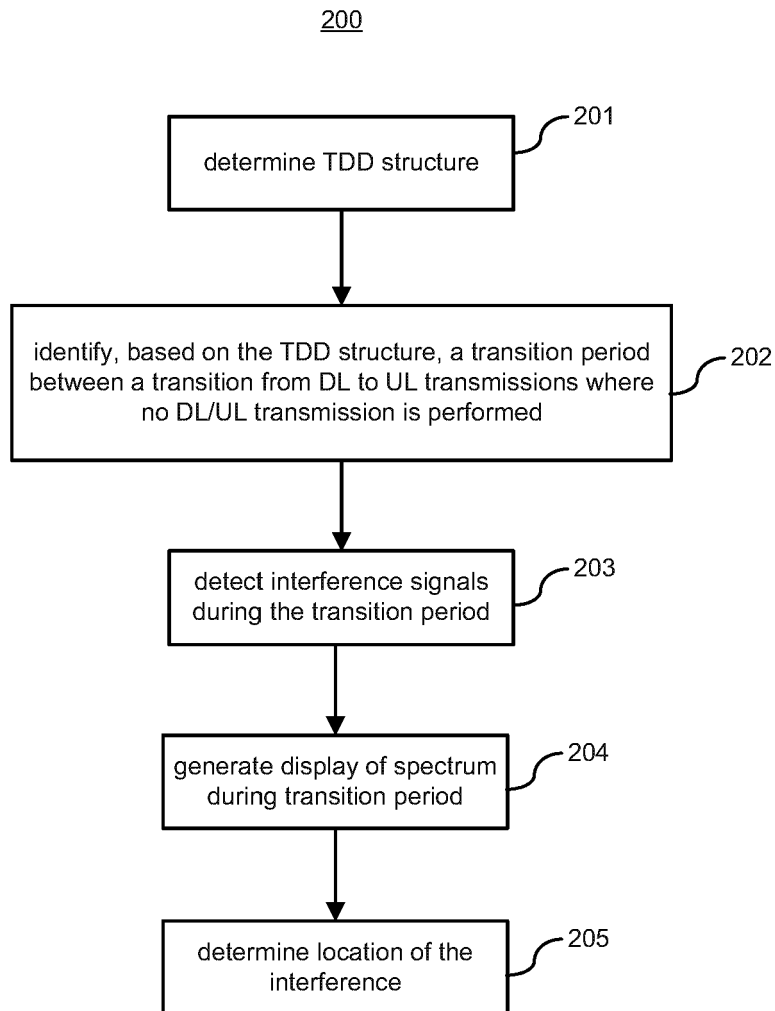 200
201
determine TDD structure
identify, based on the TDD structure, a transition period
between a transition from DL to UL transmissions where
no DL/UL transmission is performed
202
detect interference signals
during the transition period
203
generate display of spectrum
during transition period
204
determine location of the
interference
205